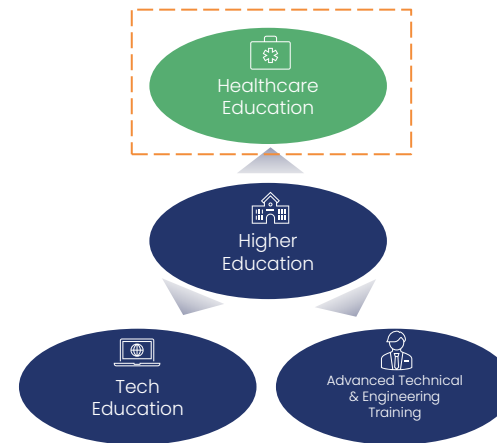 Healthcare
Education
Higher
Education
Tech
Education
Advanced Technical
& Engineering
Training